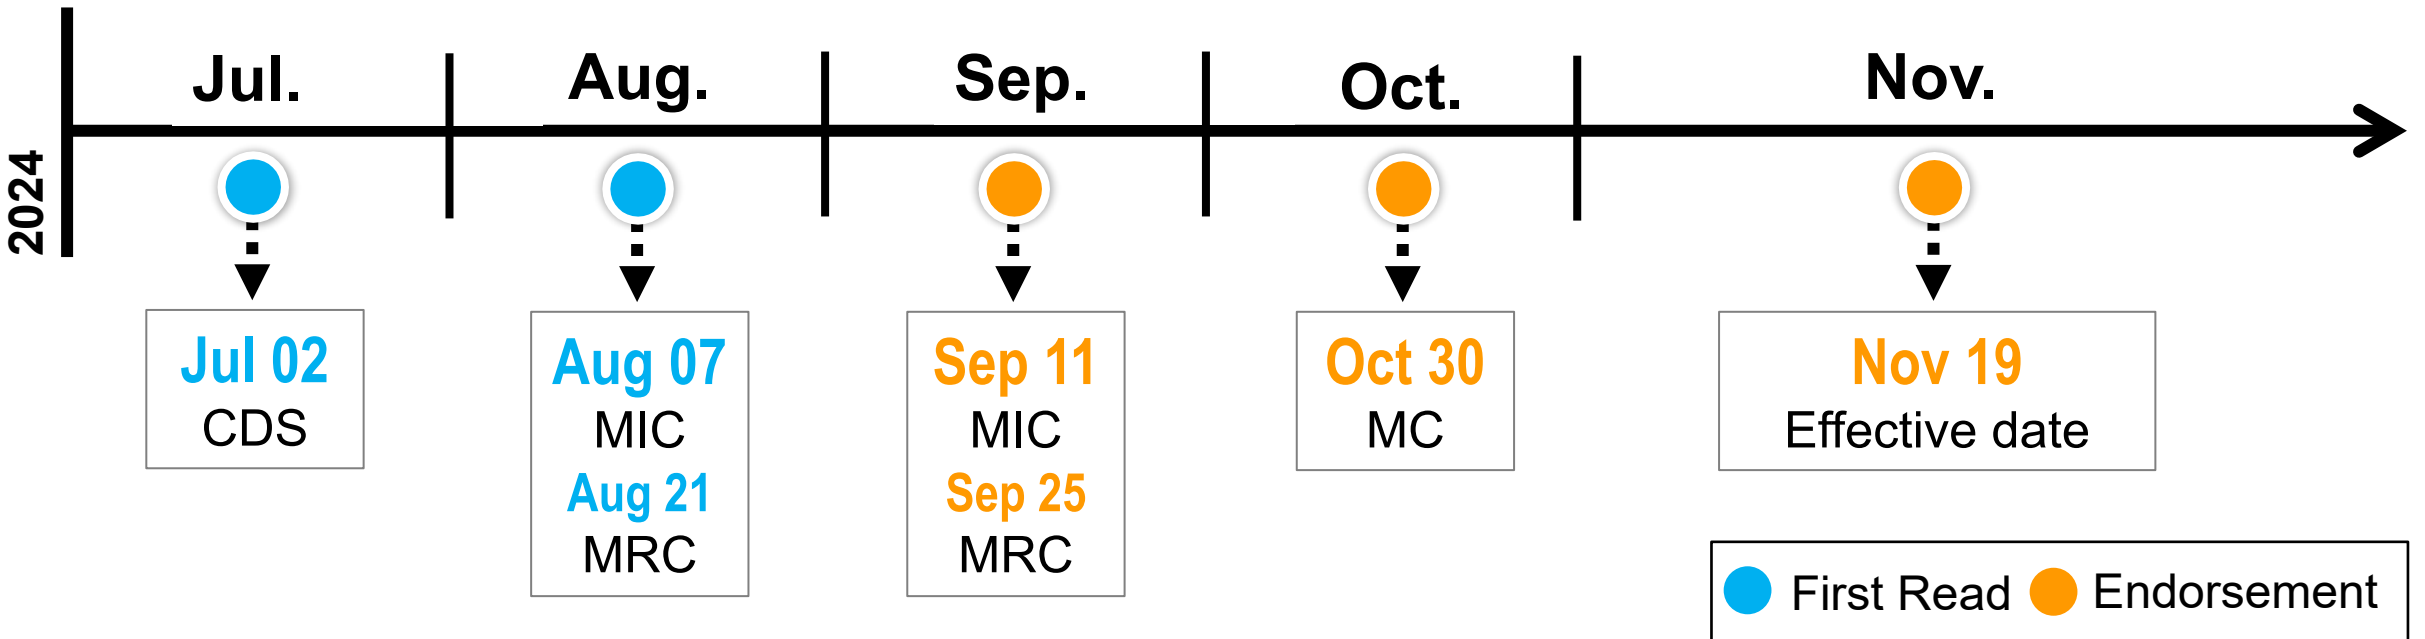 2024
Jul.
Aug.
Sep.
Oct.
Nov.
Jul 02
CDS
Aug 07
MIC
Aug 21
MRC
Sep 11
MIC
Sep 25
MRC
Oct 30
MC
Nov 19
Effective date
First Read
Endorsement